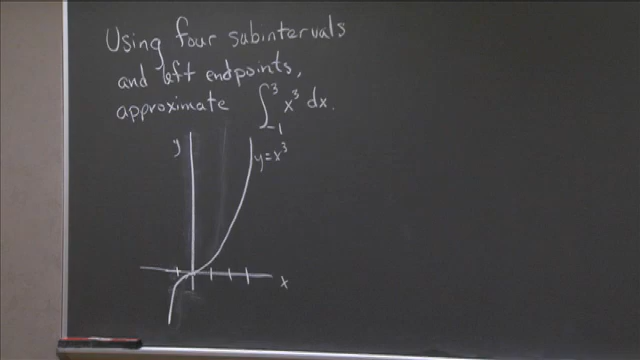 Using four subintervals
and left endpoints,
approximate ∫₋₁³ x³ dx.
y
y=x³
x